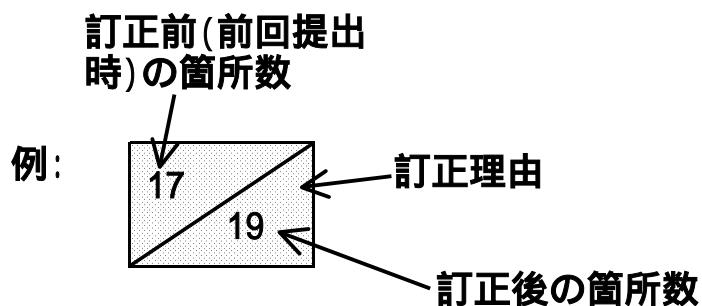 訂正前(前回提出
時)の箇所数
例:
17
訂正理由
19
訂正後の箇所数